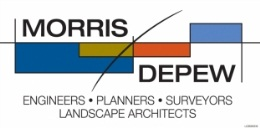 MORRIS
DEPEW
ENGINEERS • PLANNERS • SURVEYORS
LANDSCAPE ARCHITECTS